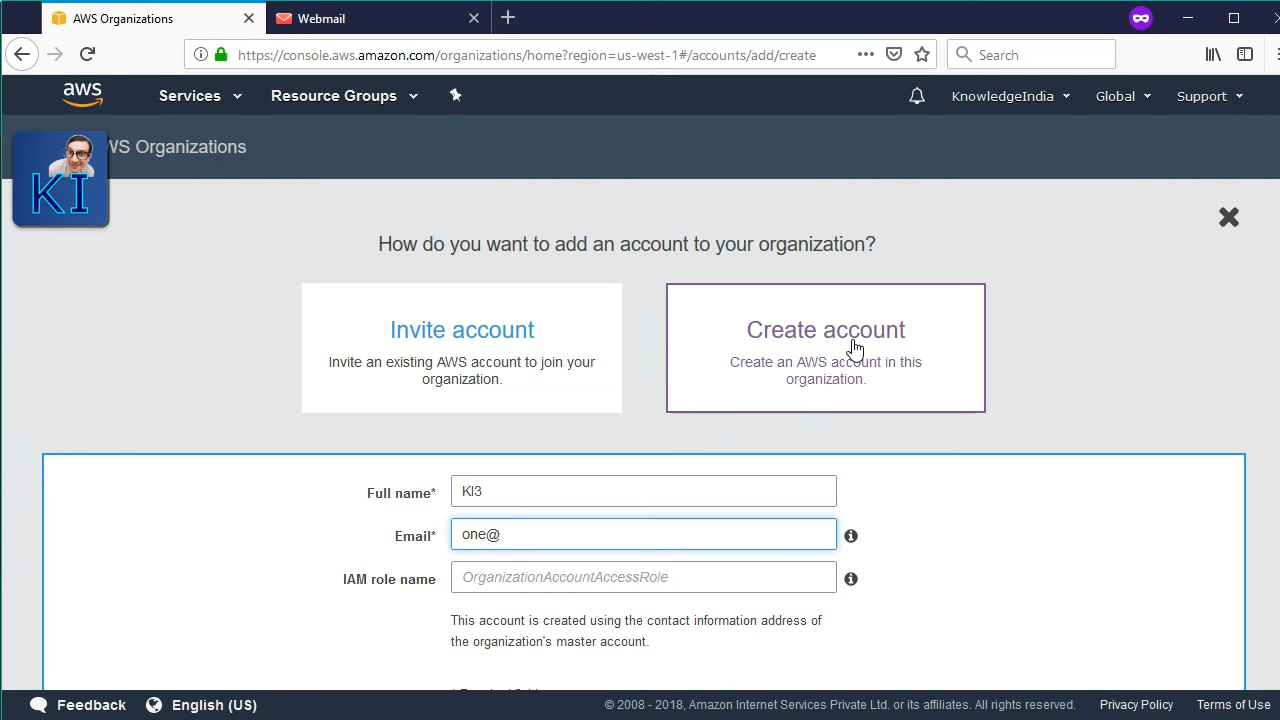 AWS Organizations
Webmail
https://console.aws.amazon.com/organizations/home?region=us-west-1#/accounts/add/create
Search
aws
Services
Resource Groups
KnowledgeIndia
Global
Support
WS Organizations
KI
How do you want to add an account to your organization?
Invite account
Invite an existing AWS account to join your
organization.
Create account
Create an AWS account in this
organization.
Full name*
KI3
Email*
one@
IAM role name
OrganizationAccountAccessRole
This account is created using the contact information address of
the organization's master account.
Feedback
English (US)
© 2008 - 2018, Amazon Internet Services Private Ltd. or its affiliates. All rights reserved.
Privacy Policy
Terms of Use